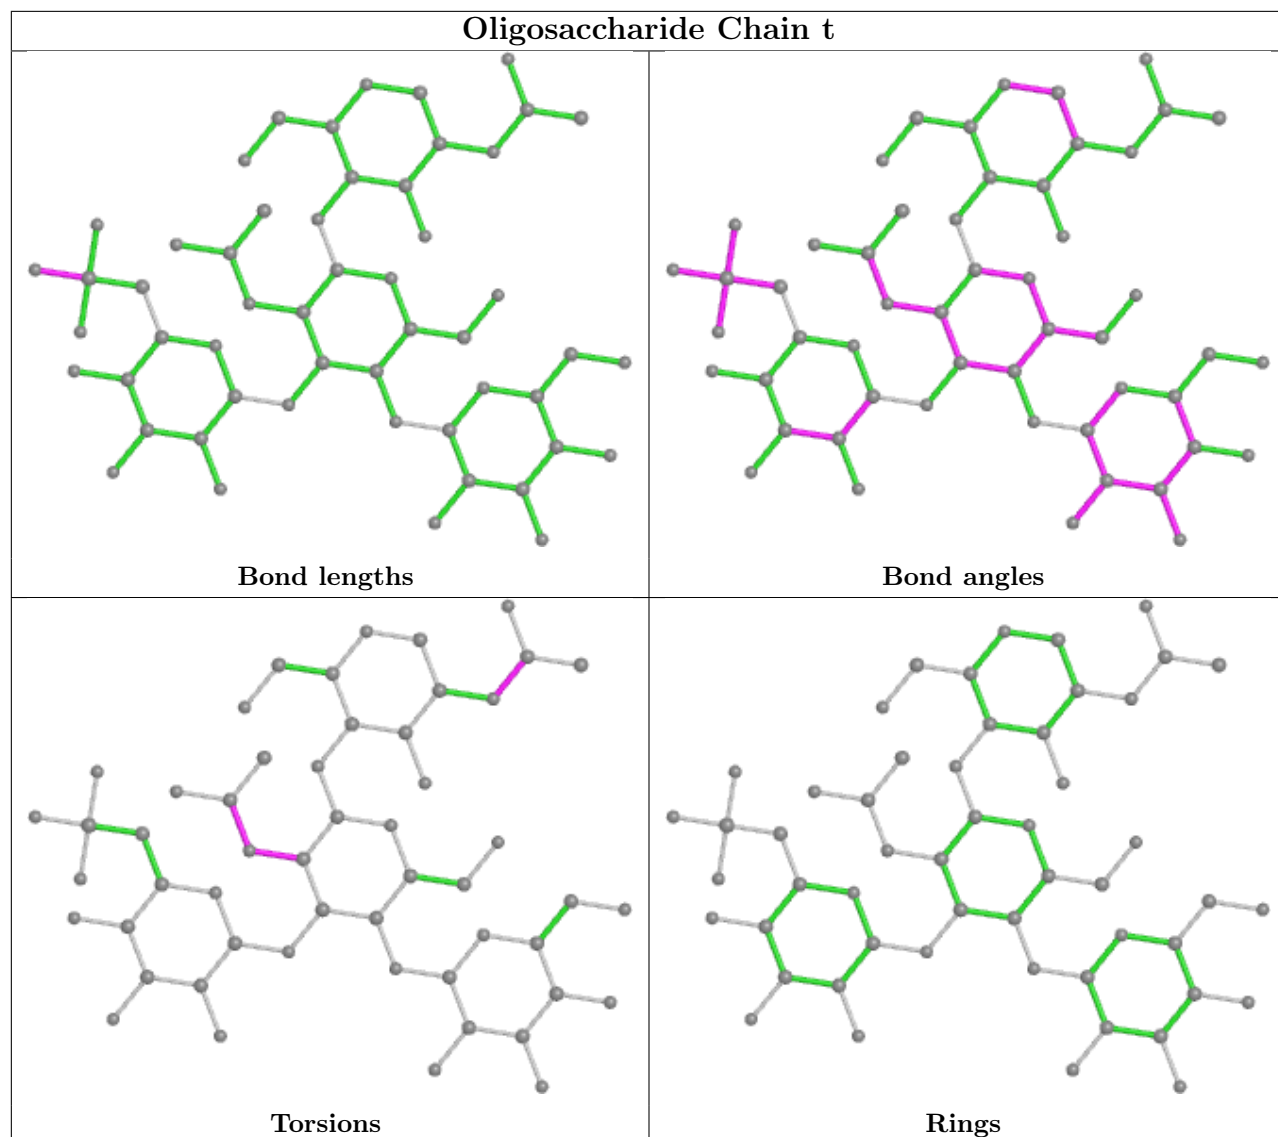 Oligosaccharide Chain t
Bond lengths
Bond angles
Torsions
Rings